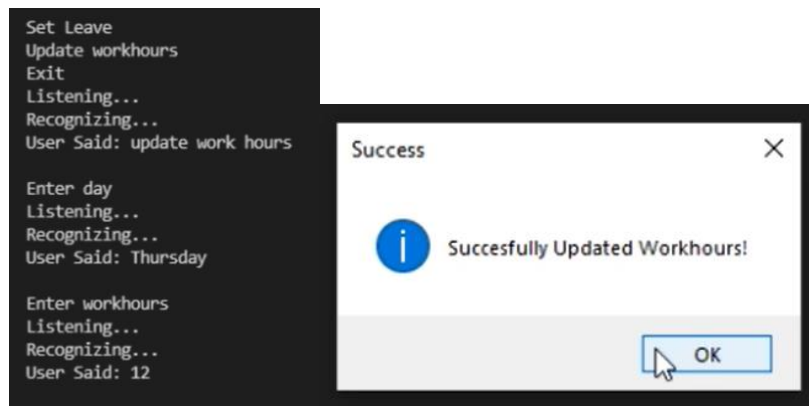 Set Leave
Update workhours
Exit
Listening...
Recognizing...
User Said: update work hours
Enter day
Listening...
Recognizing...
User Said: Thursday
Enter workhours
Listening...
Recognizing...
User Said: 12
Success
Succesfully Updated Workhours!
OK